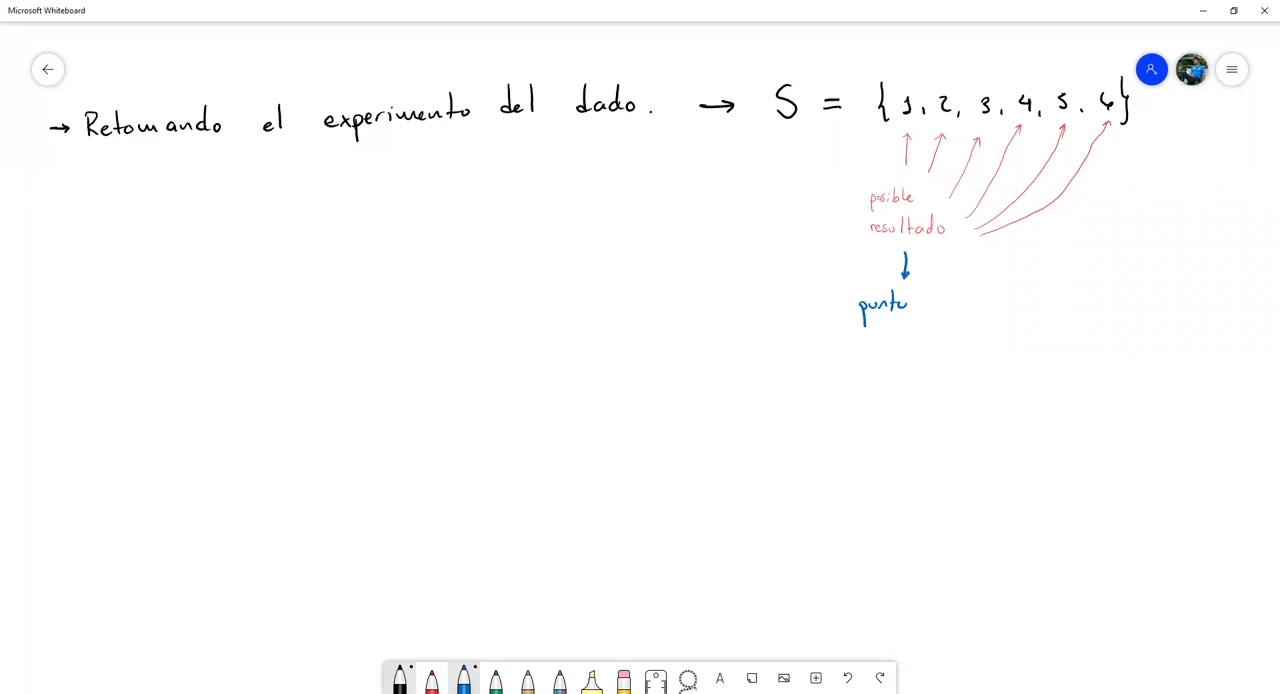 Microsoft Whiteboard
→ Retomando el experimento del dado. → S = {1, 2, 3, 4, 5, 6}
posible
resultado
punto